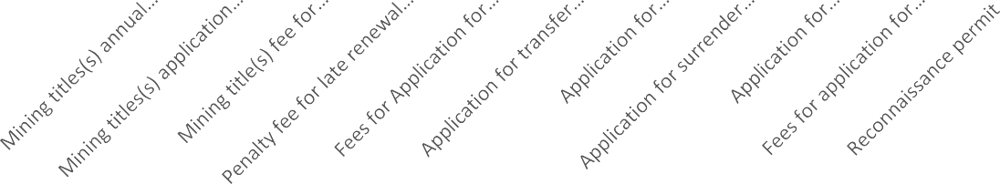 Mining titles(s) annual...
Mining titles(s) application...
Mining title(s) fee for...
Penalty fee for late renewal...
Fees for Application for...
Application for transfer...
Application for...
Application for surrender...
Application for...
Fees for application for...
Reconnaissance permit